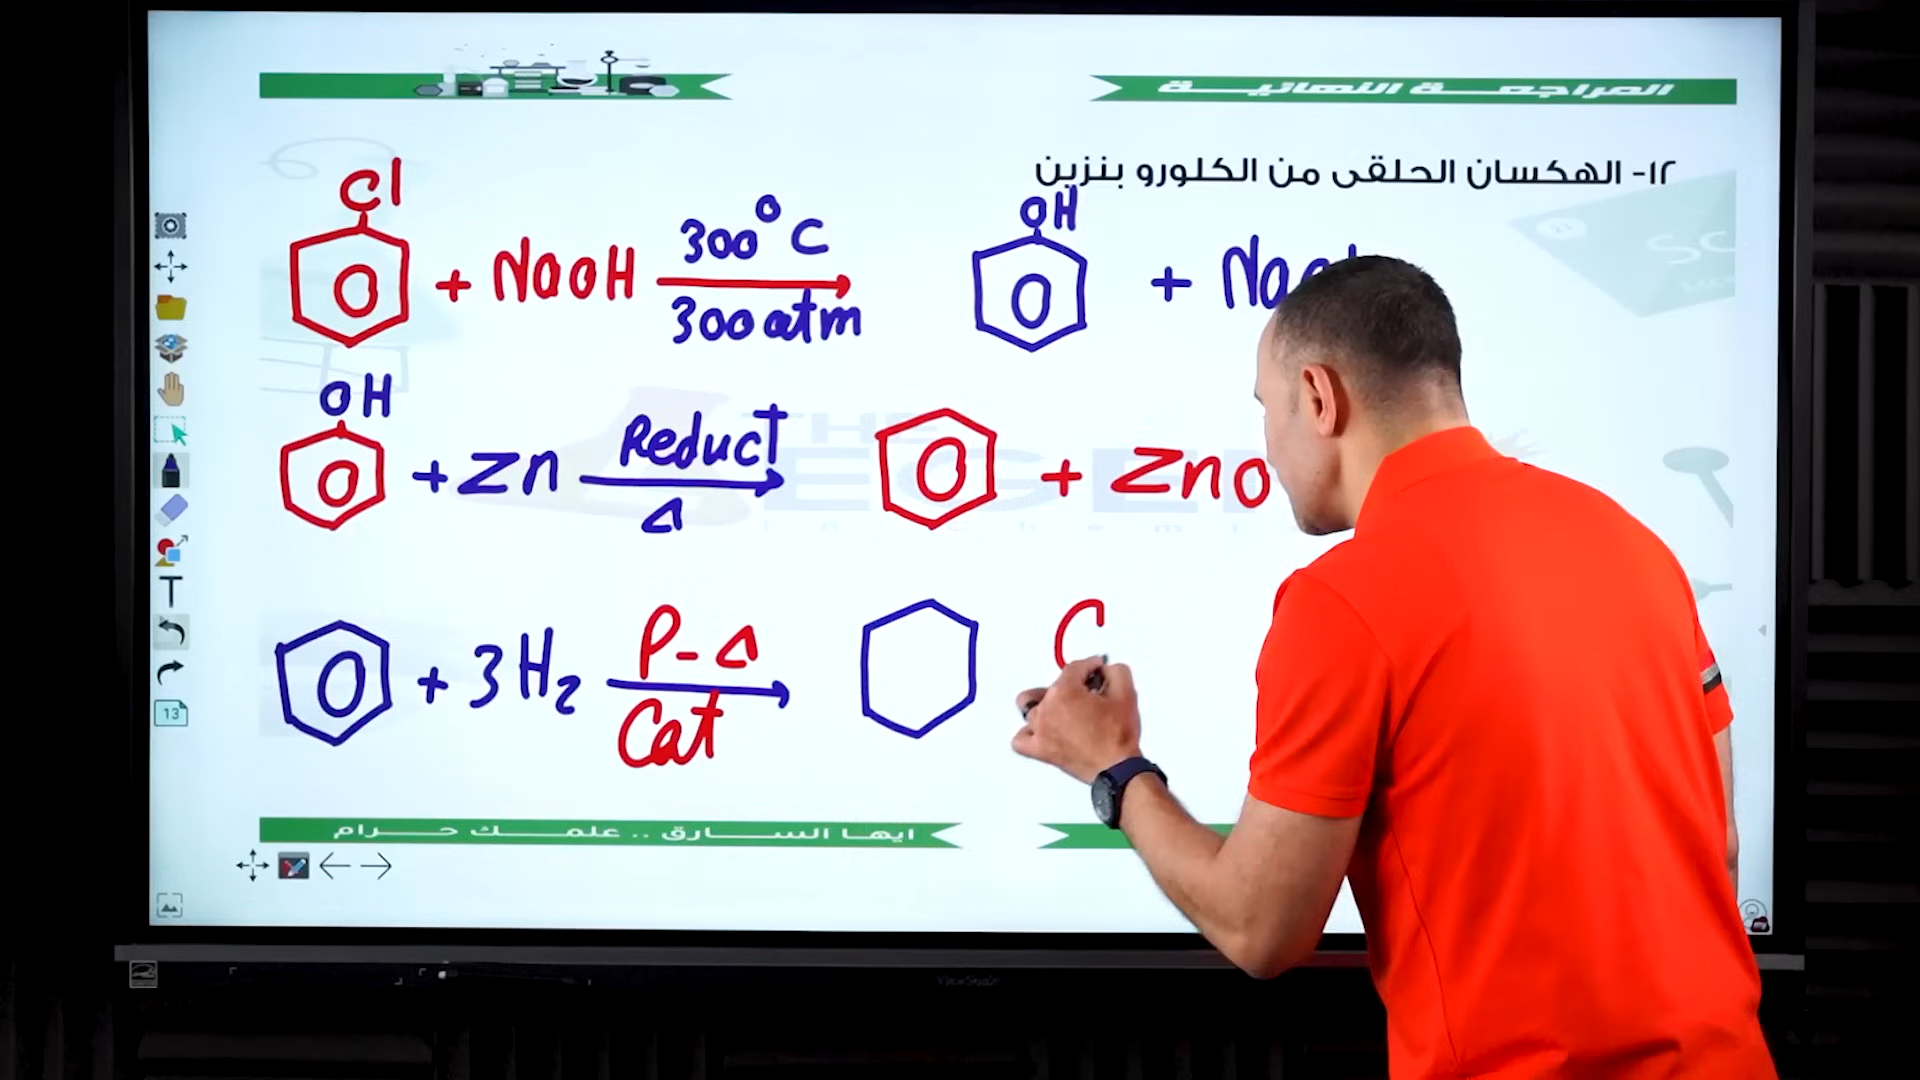 المراجعة النهائية
١٢- الهكسان الحلقى من الكلورو بنزين
Cl
+ NaOH 300°C 300 atm
OH
+
OH
+ Zn Reduct Δ + ZnO
+ 3H₂ P - Δ Cat C
ايها السارق .. علمك حرام
13
T